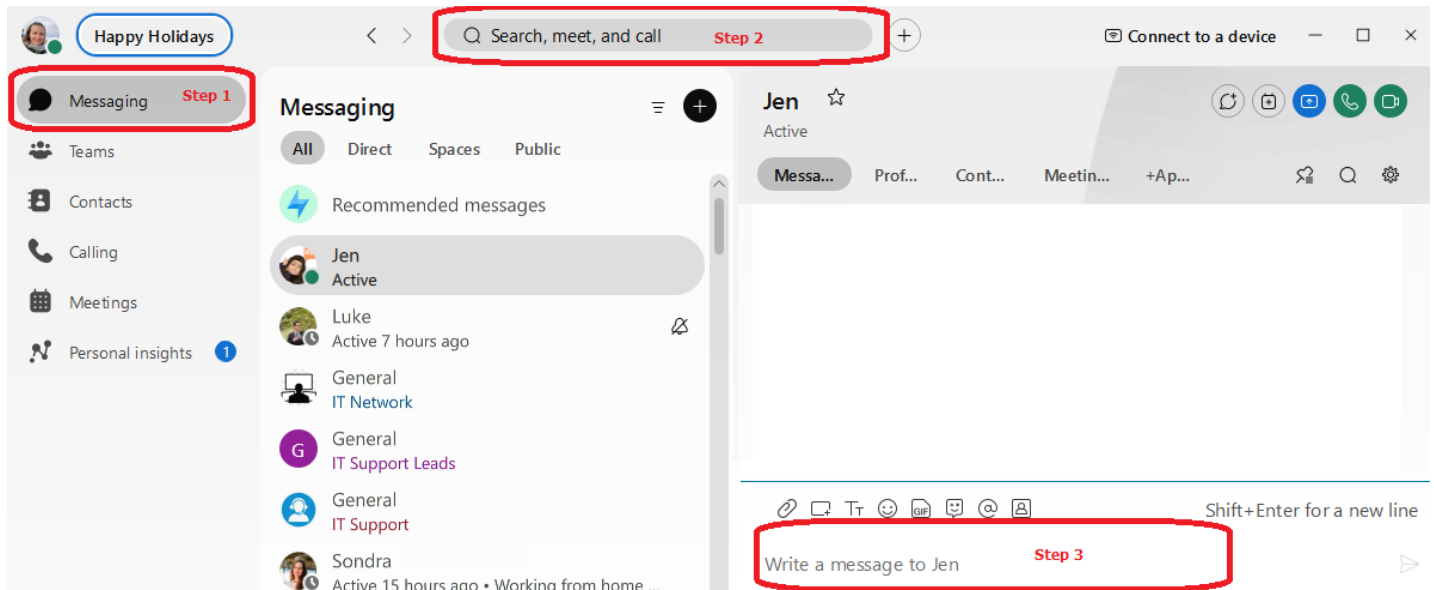 Happy Holidays
Search, meet, and call
Step 2
Connect to a device
Messaging
Step 1
Teams
Contacts
Calling
Meetings
Personal insights
1
Messaging
All Direct Spaces Public
Recommended messages
Jen
Active
Luke
Active 7 hours ago
General
IT Network
G
General
IT Support Leads
General
IT Support
Sondra
Active 15 hours ago • Working from home ...
Jen
Active
Messa... Prof... Cont... Meetin... +Ap...
GIF
Shift+Enter for a new line
Write a message to Jen
Step 3